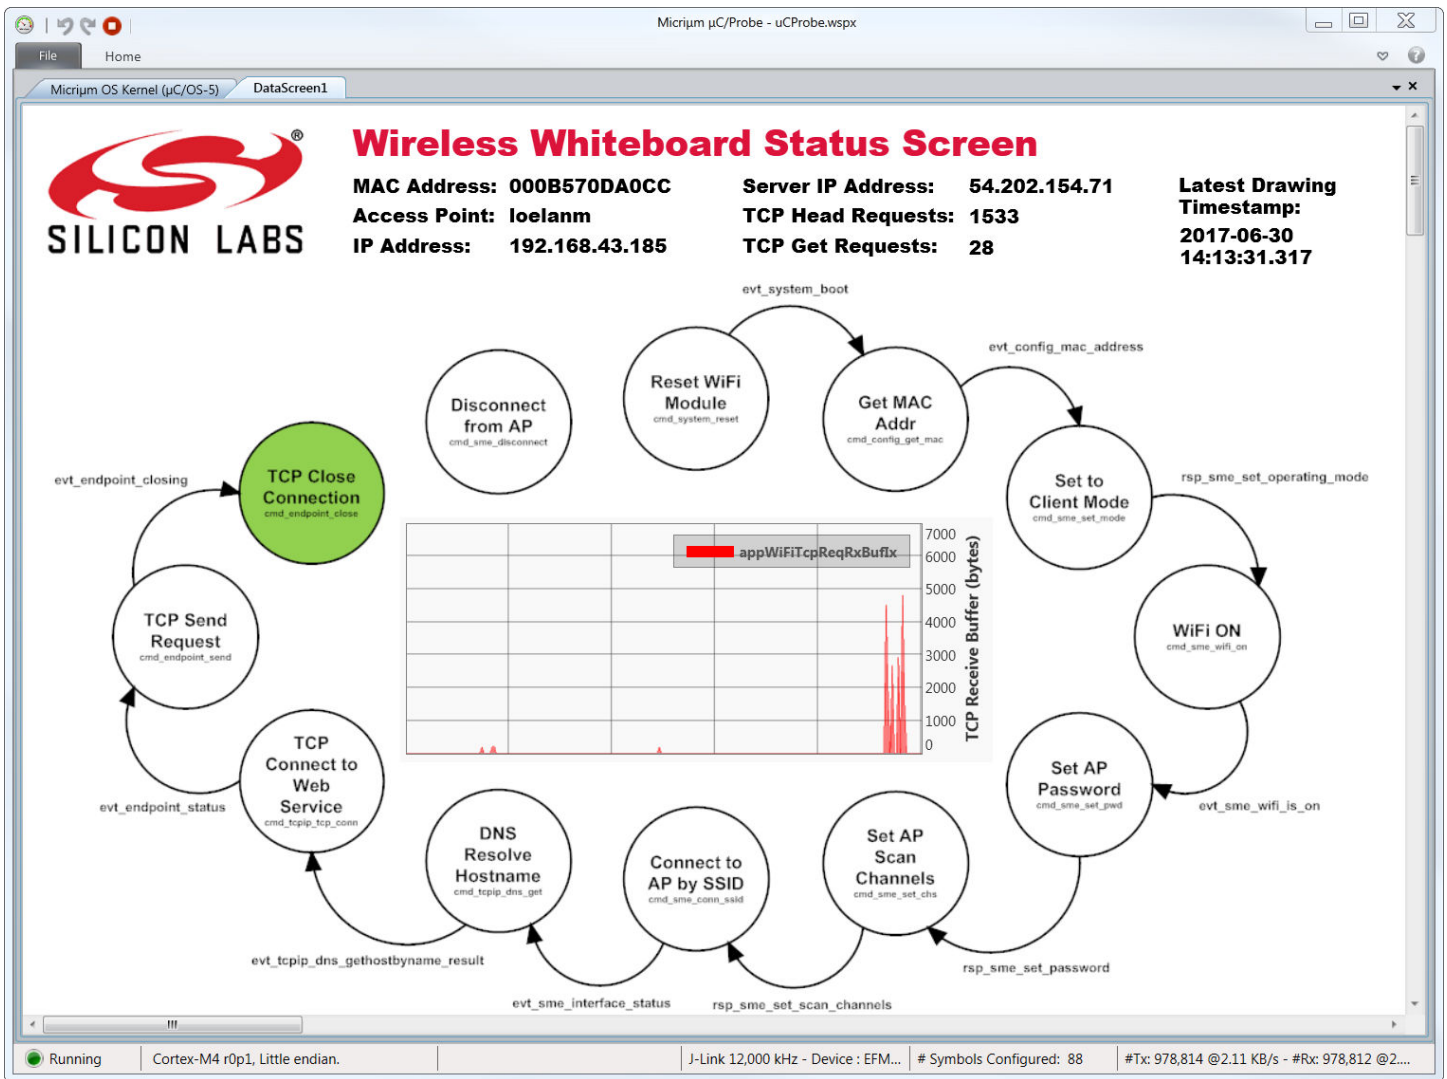 Micriµm µC/Probe - uCProbe.wspx
File
Home
Micriµm OS Kernel (µC/OS-5)
DataScreen1
SILICON LABS
®
Wireless Whiteboard Status Screen
MAC Address: 000B570DA0CC
Access Point: loelanm
IP Address: 192.168.43.185
Server IP Address: 54.202.154.71
TCP Head Requests: 1533
TCP Get Requests: 28
Latest Drawing
Timestamp:
2017-06-30
14:13:31.317
evt_system_boot
evt_config_mac_address
Reset WiFi
Module
cmd_system_reset
Get MAC
Addr
cmd_config_get_mac
Disconnect
from AP
cmd_sme_disconnect
TCP Close
Connection
cmd_endpoint_close
evt_endpoint_closing
Set to
Client Mode
cmd_sme_set_mode
rsp_sme_set_operating_mode
appWiFiTcpReqRxBufIx
7000
6000
5000
4000
3000
2000
1000
0
TCP Receive Buffer (bytes)
TCP Send
Request
cmd_endpoint_send
WiFi ON
cmd_sme_wifi_on
TCP
Connect to
Web
Service
cmd_tcpip_tcp_conn
evt_endpoint_status
Set AP
Password
cmd_sme_set_pwd
evt_sme_wifi_is_on
DNS
Resolve
Hostname
cmd_tcpip_dns_get
Connect to
AP by SSID
cmd_sme_conn_ssid
Set AP
Scan
Channels
cmd_sme_set_chs
evt_tcpip_dns_gethostbyname_result
rsp_sme_set_password
evt_sme_interface_status
rsp_sme_set_scan_channels
Running
Cortex-M4 r0p1, Little endian.
J-Link 12,000 kHz - Device : EFM...
# Symbols Configured: 88
#Tx: 978,814 @2.11 KB/s - #Rx: 978,812 @2....